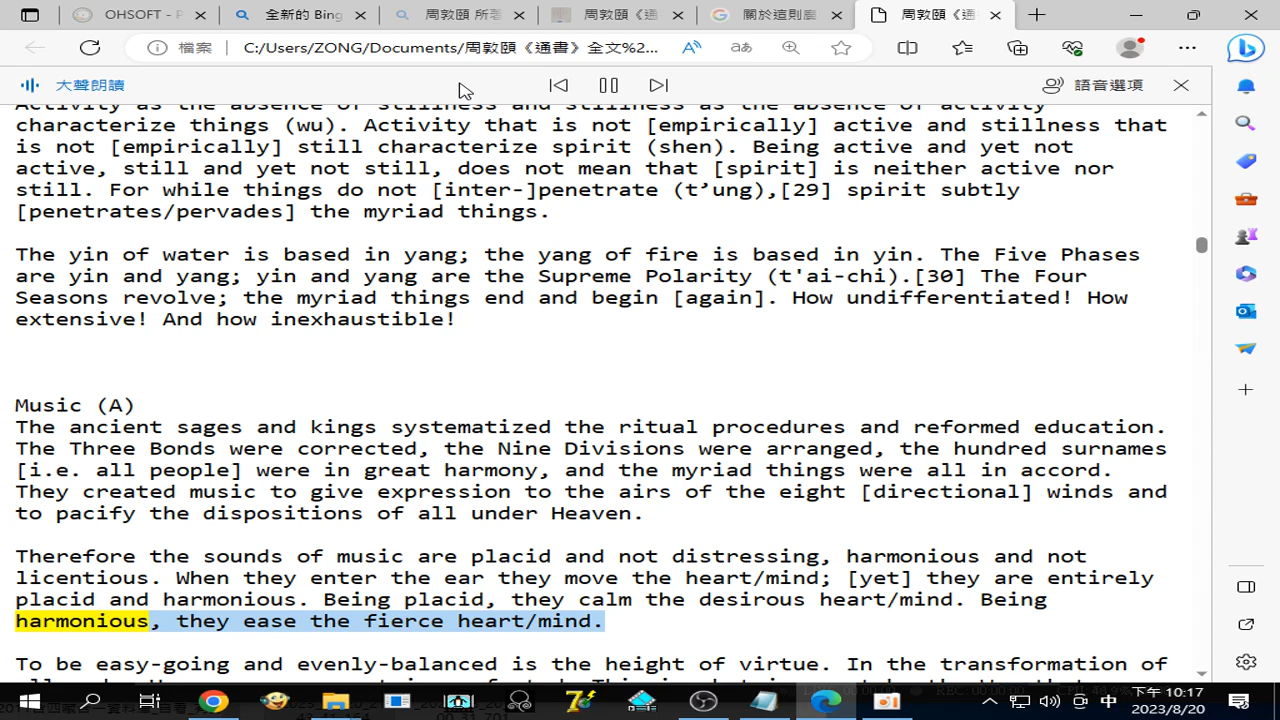 OHSOFT - F
全新的 Bing
周敦頤 所著
周敦頤《通
關於這則廟
周敦頤《通
檔案
C:/Users/ZONG/Documents/周敦頤《通書》全文%2...
大聲朗讀
語音選項
Activity as the absence of stillness and stillness as the absence of activity
characterize things (wu). Activity that is not [empirically] active and stillness that
is not [empirically] still characterize spirit (shen). Being active and yet not
active, still and yet not still, does not mean that [spirit] is neither active nor
still. For while things do not [inter-]penetrate (t’ung),[29] spirit subtly
[penetrates/pervades] the myriad things.
The yin of water is based in yang; the yang of fire is based in yin. The Five Phases
are yin and yang; yin and yang are the Supreme Polarity (t'ai-chi).[30] The Four
Seasons revolve; the myriad things end and begin [again]. How undifferentiated! How
extensive! And how inexhaustible!
Music (A)
The ancient sages and kings systematized the ritual procedures and reformed education.
The Three Bonds were corrected, the Nine Divisions were arranged, the hundred surnames
[i.e. all people] were in great harmony, and the myriad things were all in accord.
They created music to give expression to the airs of the eight [directional] winds and
to pacify the dispositions of all under Heaven.
Therefore the sounds of music are placid and not distressing, harmonious and not
licentious. When they enter the ear they move the heart/mind; [yet] they are entirely
placid and harmonious. Being placid, they calm the desirous heart/mind. Being
harmonious, they ease the fierce heart/mind.
To be easy-going and evenly-balanced is the height of virtue. In the transformation of
中
下午 10:17
2023/8/20